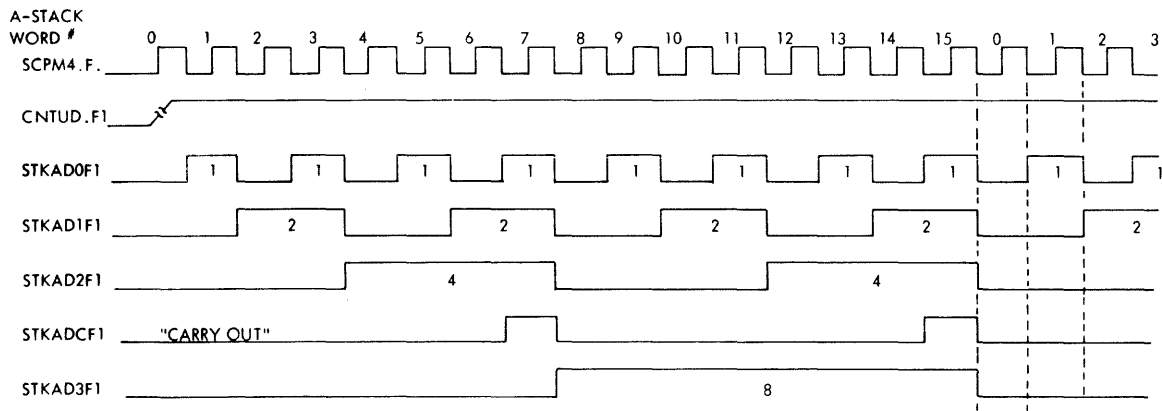 A-STACK
WORD #
0 1 2 3 4 5 6 7 8 9 10 11 12 13 14 15 0 1 2 3
SCPM4.F.
CNTUD.F1
STKAD0F1 1 1 1 1 1 1 1 1 1 1
STKAD1F1 2 2 2 2 2
STKAD2F1 4 4
STKADCF1 "CARRY OUT"
STKAD3F1 8